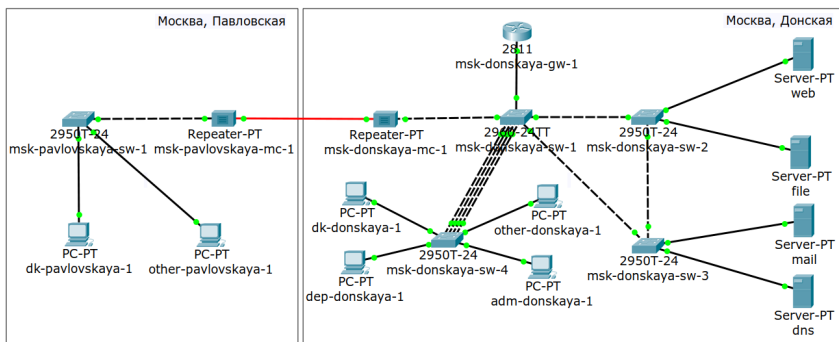 Москва, Павловская
2950T-24
msk-pavlovskaya-sw-1
Repeater-PT
msk-pavlovskaya-mc-1
PC-PT
dk-pavlovskaya-1
PC-PT
other-pavlovskaya-1
Москва, Донская
2811
msk-donskaya-gw-1
Repeater-PT
msk-donskaya-mc-1
msk-donskaya-sw-1
2950T-24
msk-donskaya-sw-2
Server-PT
web
Server-PT
file
PC-PT
dk-donskaya-1
PC-PT
other-donskaya-1
2950T-24
msk-donskaya-sw-4
PC-PT
dep-donskaya-1
PC-PT
adm-donskaya-1
2950T-24
msk-donskaya-sw-3
Server-PT
mail
Server-PT
dns